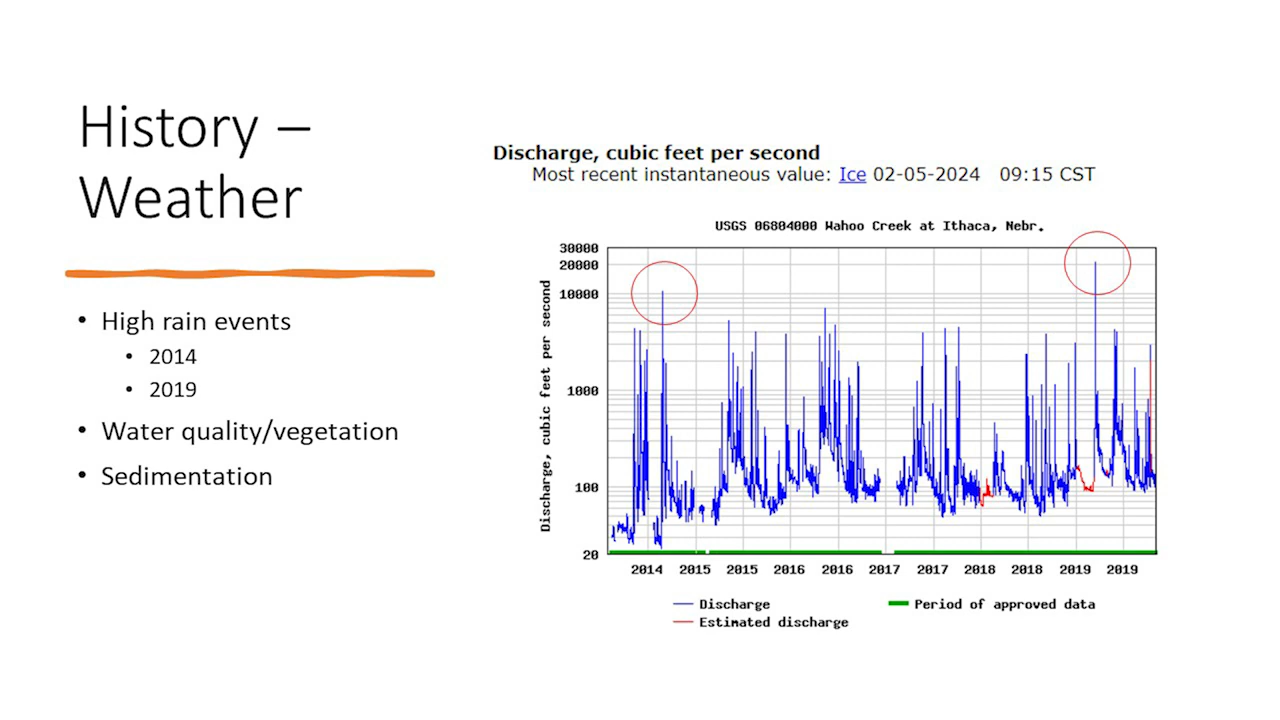 History –
Weather
• High rain events
• 2014
• 2019
• Water quality/vegetation
• Sedimentation
Discharge, cubic feet per second
Most recent instantaneous value: Ice 02-05-2024 09:15 CST
USGS 06804000 Wahoo Creek at Ithaca, Nebr.
Discharge, cubic feet per second
30000
20000
10000
1000
100
20
2014 2015 2015 2016 2016 2017 2017 2018 2018 2019 2019
Discharge
Estimated discharge
Period of approved data